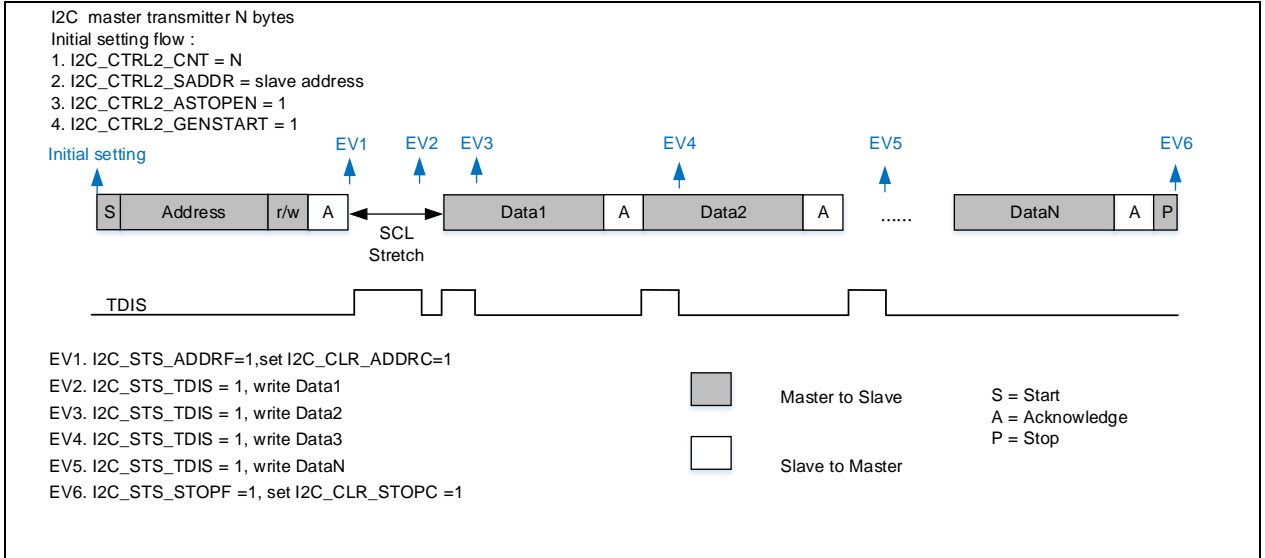 I2C master transmitter N bytes
Initial setting flow :
1. I2C_CTRL2_CNT = N
2. I2C_CTRL2_SADDR = slave address
3. I2C_CTRL2_ASTOPEN = 1
4. I2C_CTRL2_GENSTART = 1
Initial setting
EV1
EV2
EV3
EV4
EV5
EV6
S
Address
r/w
A
SCL
Stretch
Data1
A
Data2
A
......
DataN
A
P
TDIS
EV1. I2C_STS_ADDRF=1,set I2C_CLR_ADDRC=1
EV2. I2C_STS_TDIS = 1, write Data1
EV3. I2C_STS_TDIS = 1, write Data2
EV4. I2C_STS_TDIS = 1, write Data3
EV5. I2C_STS_TDIS = 1, write DataN
EV6. I2C_STS_STOPF =1, set I2C_CLR_STOPC =1
Master to Slave
Slave to Master
S = Start
A = Acknowledge
P = Stop